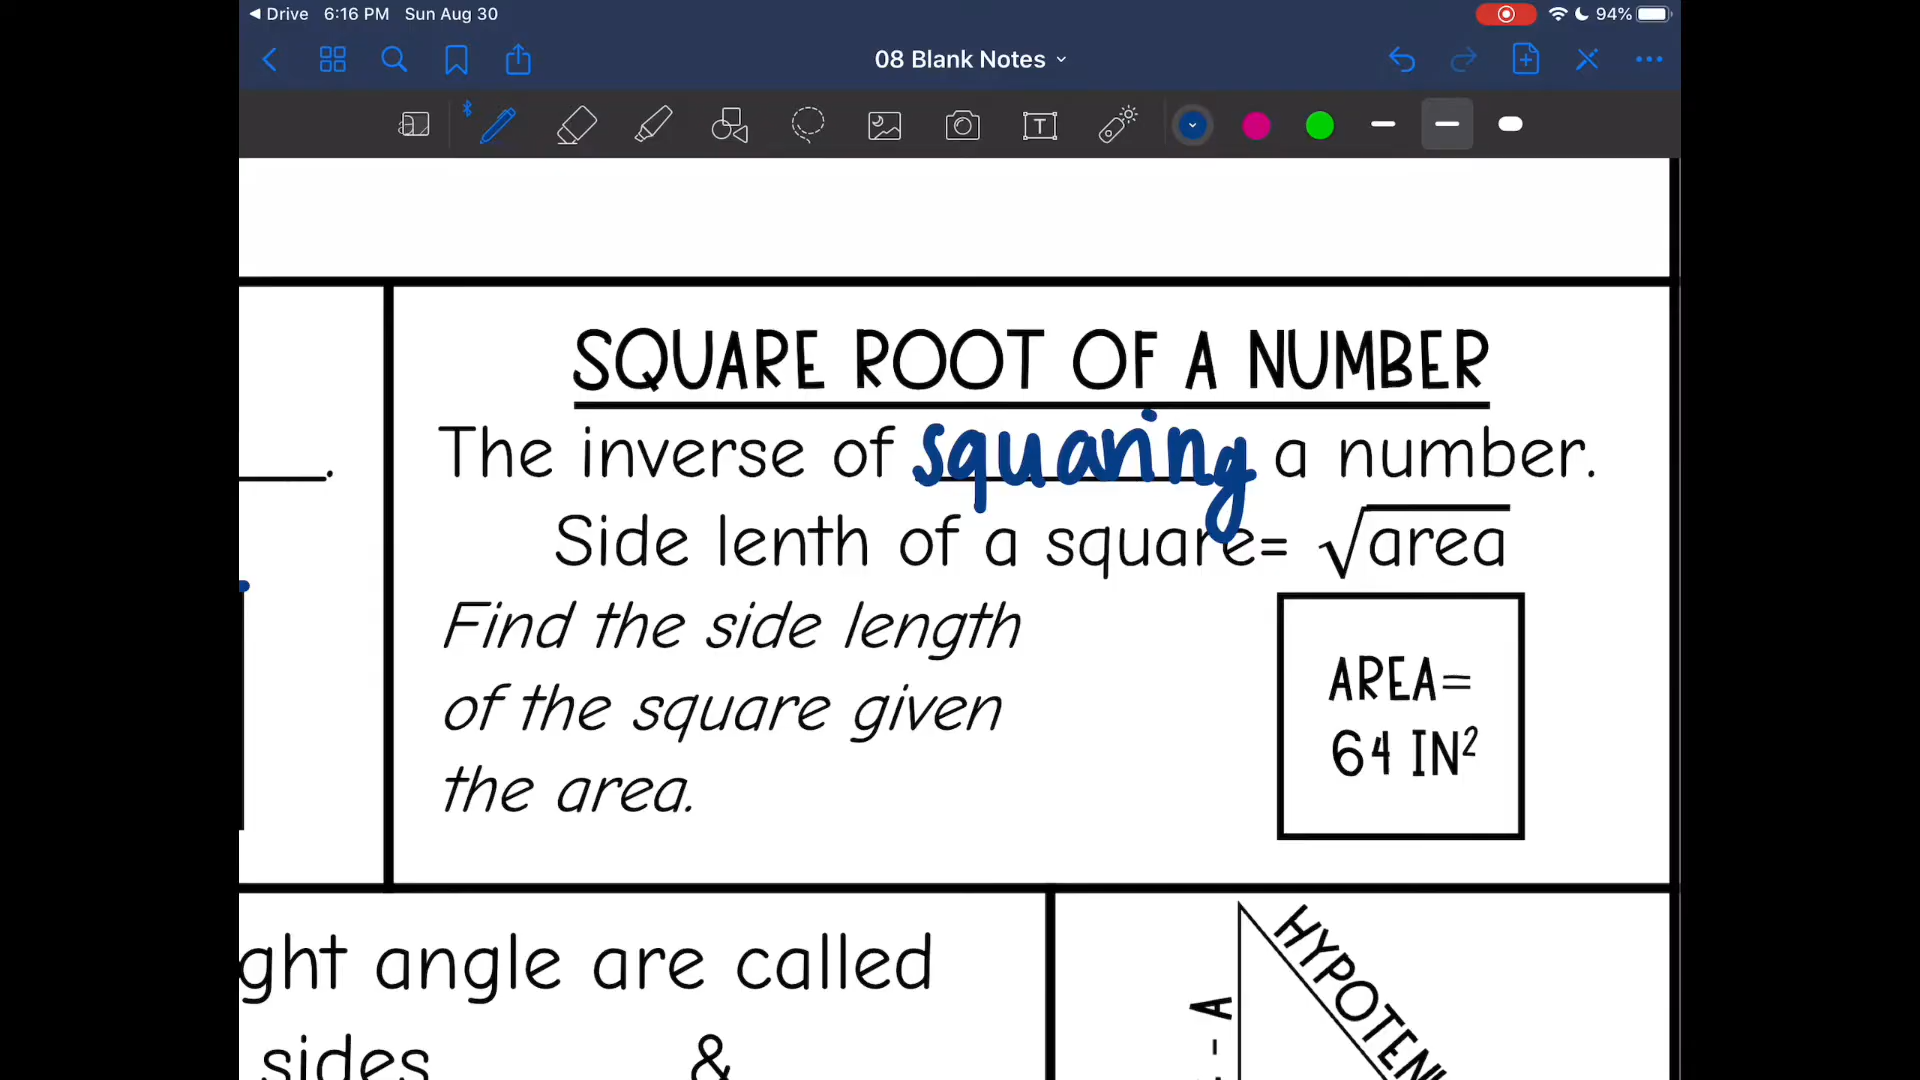 Drive 6:16 PM Sun Aug 30 94%
08 Blank Notes
SQUARE ROOT OF A NUMBER
The inverse of squaring a number.
Side lenth of a square= √area
Find the side length
of the square given
the area.
AREA=
64 IN²
ght angle are called
sides &
HYPOTEN
- A